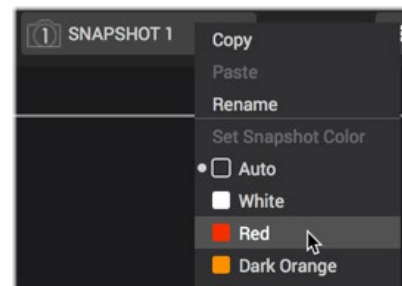 1 SNAPSHOT 1
Copy
Paste
Rename
Set Snapshot Color
Auto
White
Red
Dark Orange